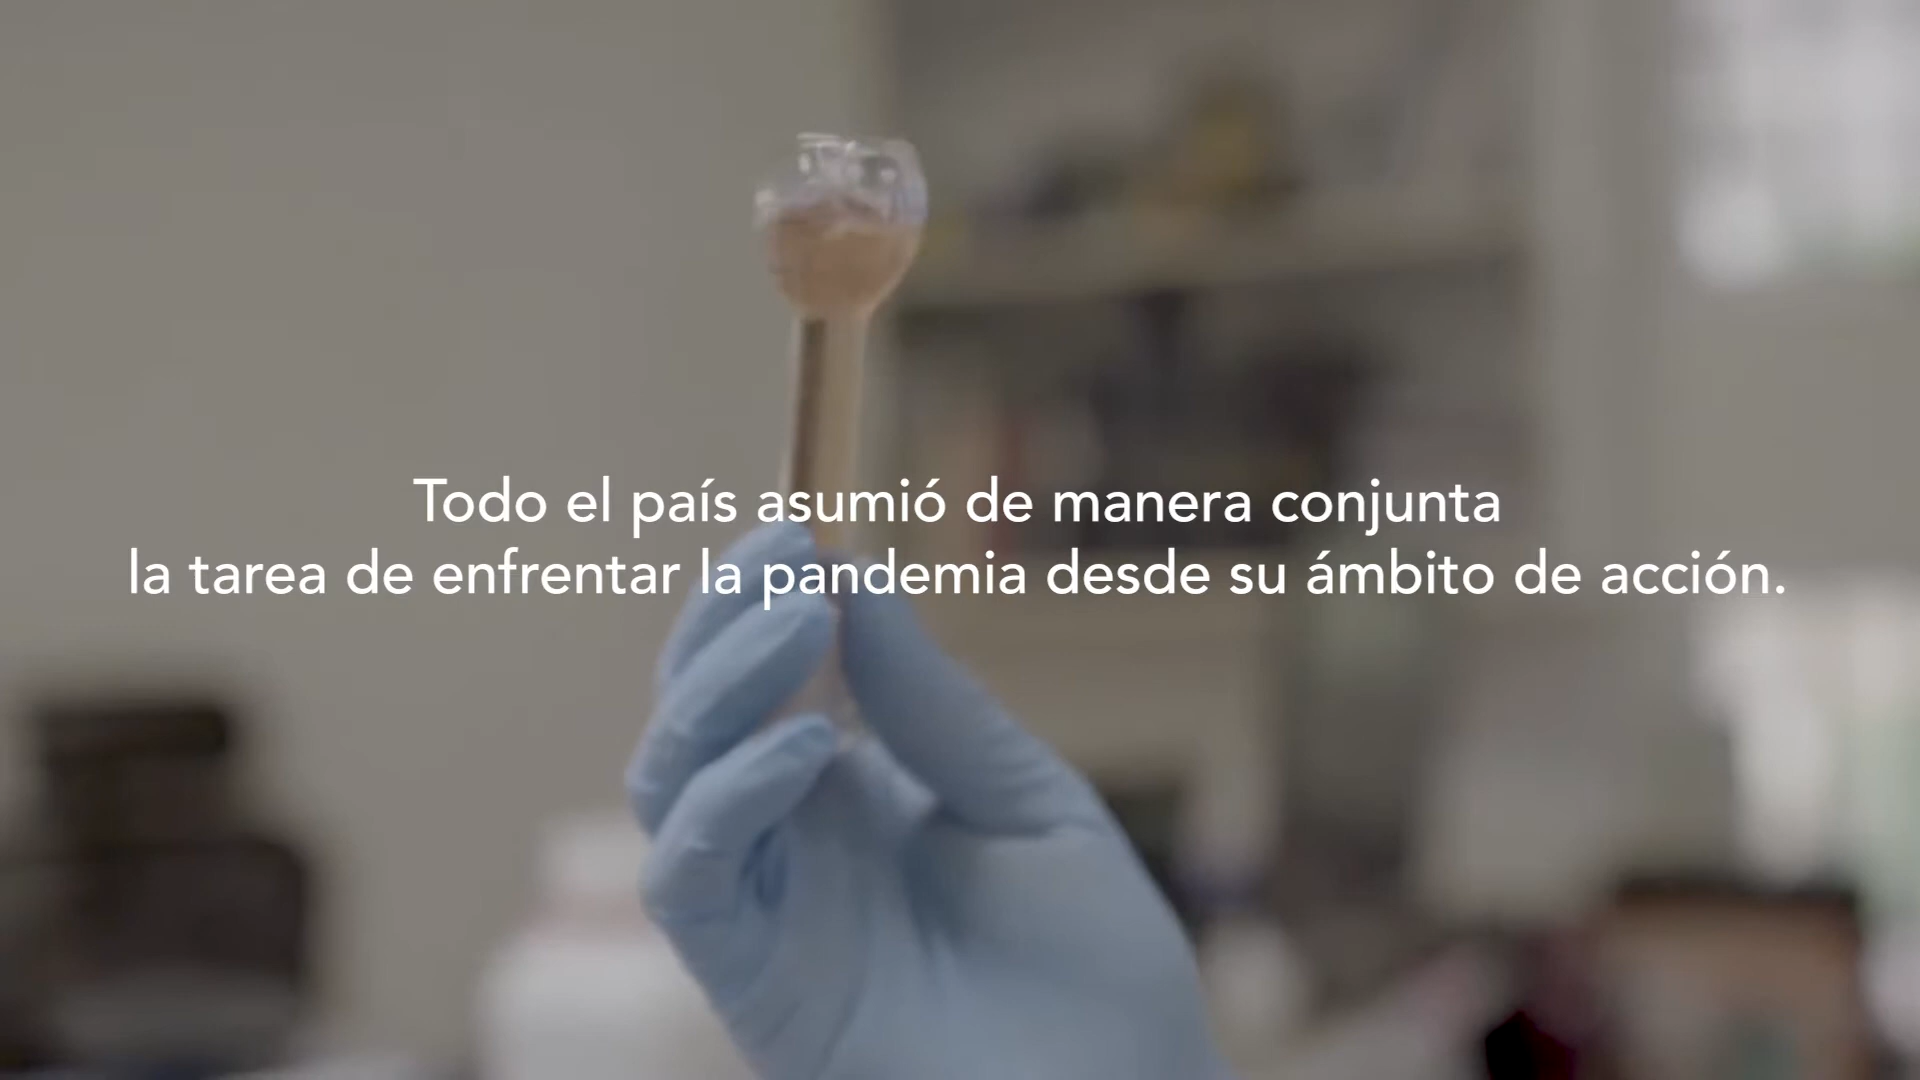 Todo el país asumió de manera conjunta
la tarea de enfrentar la pandemia desde su ámbito de acción.